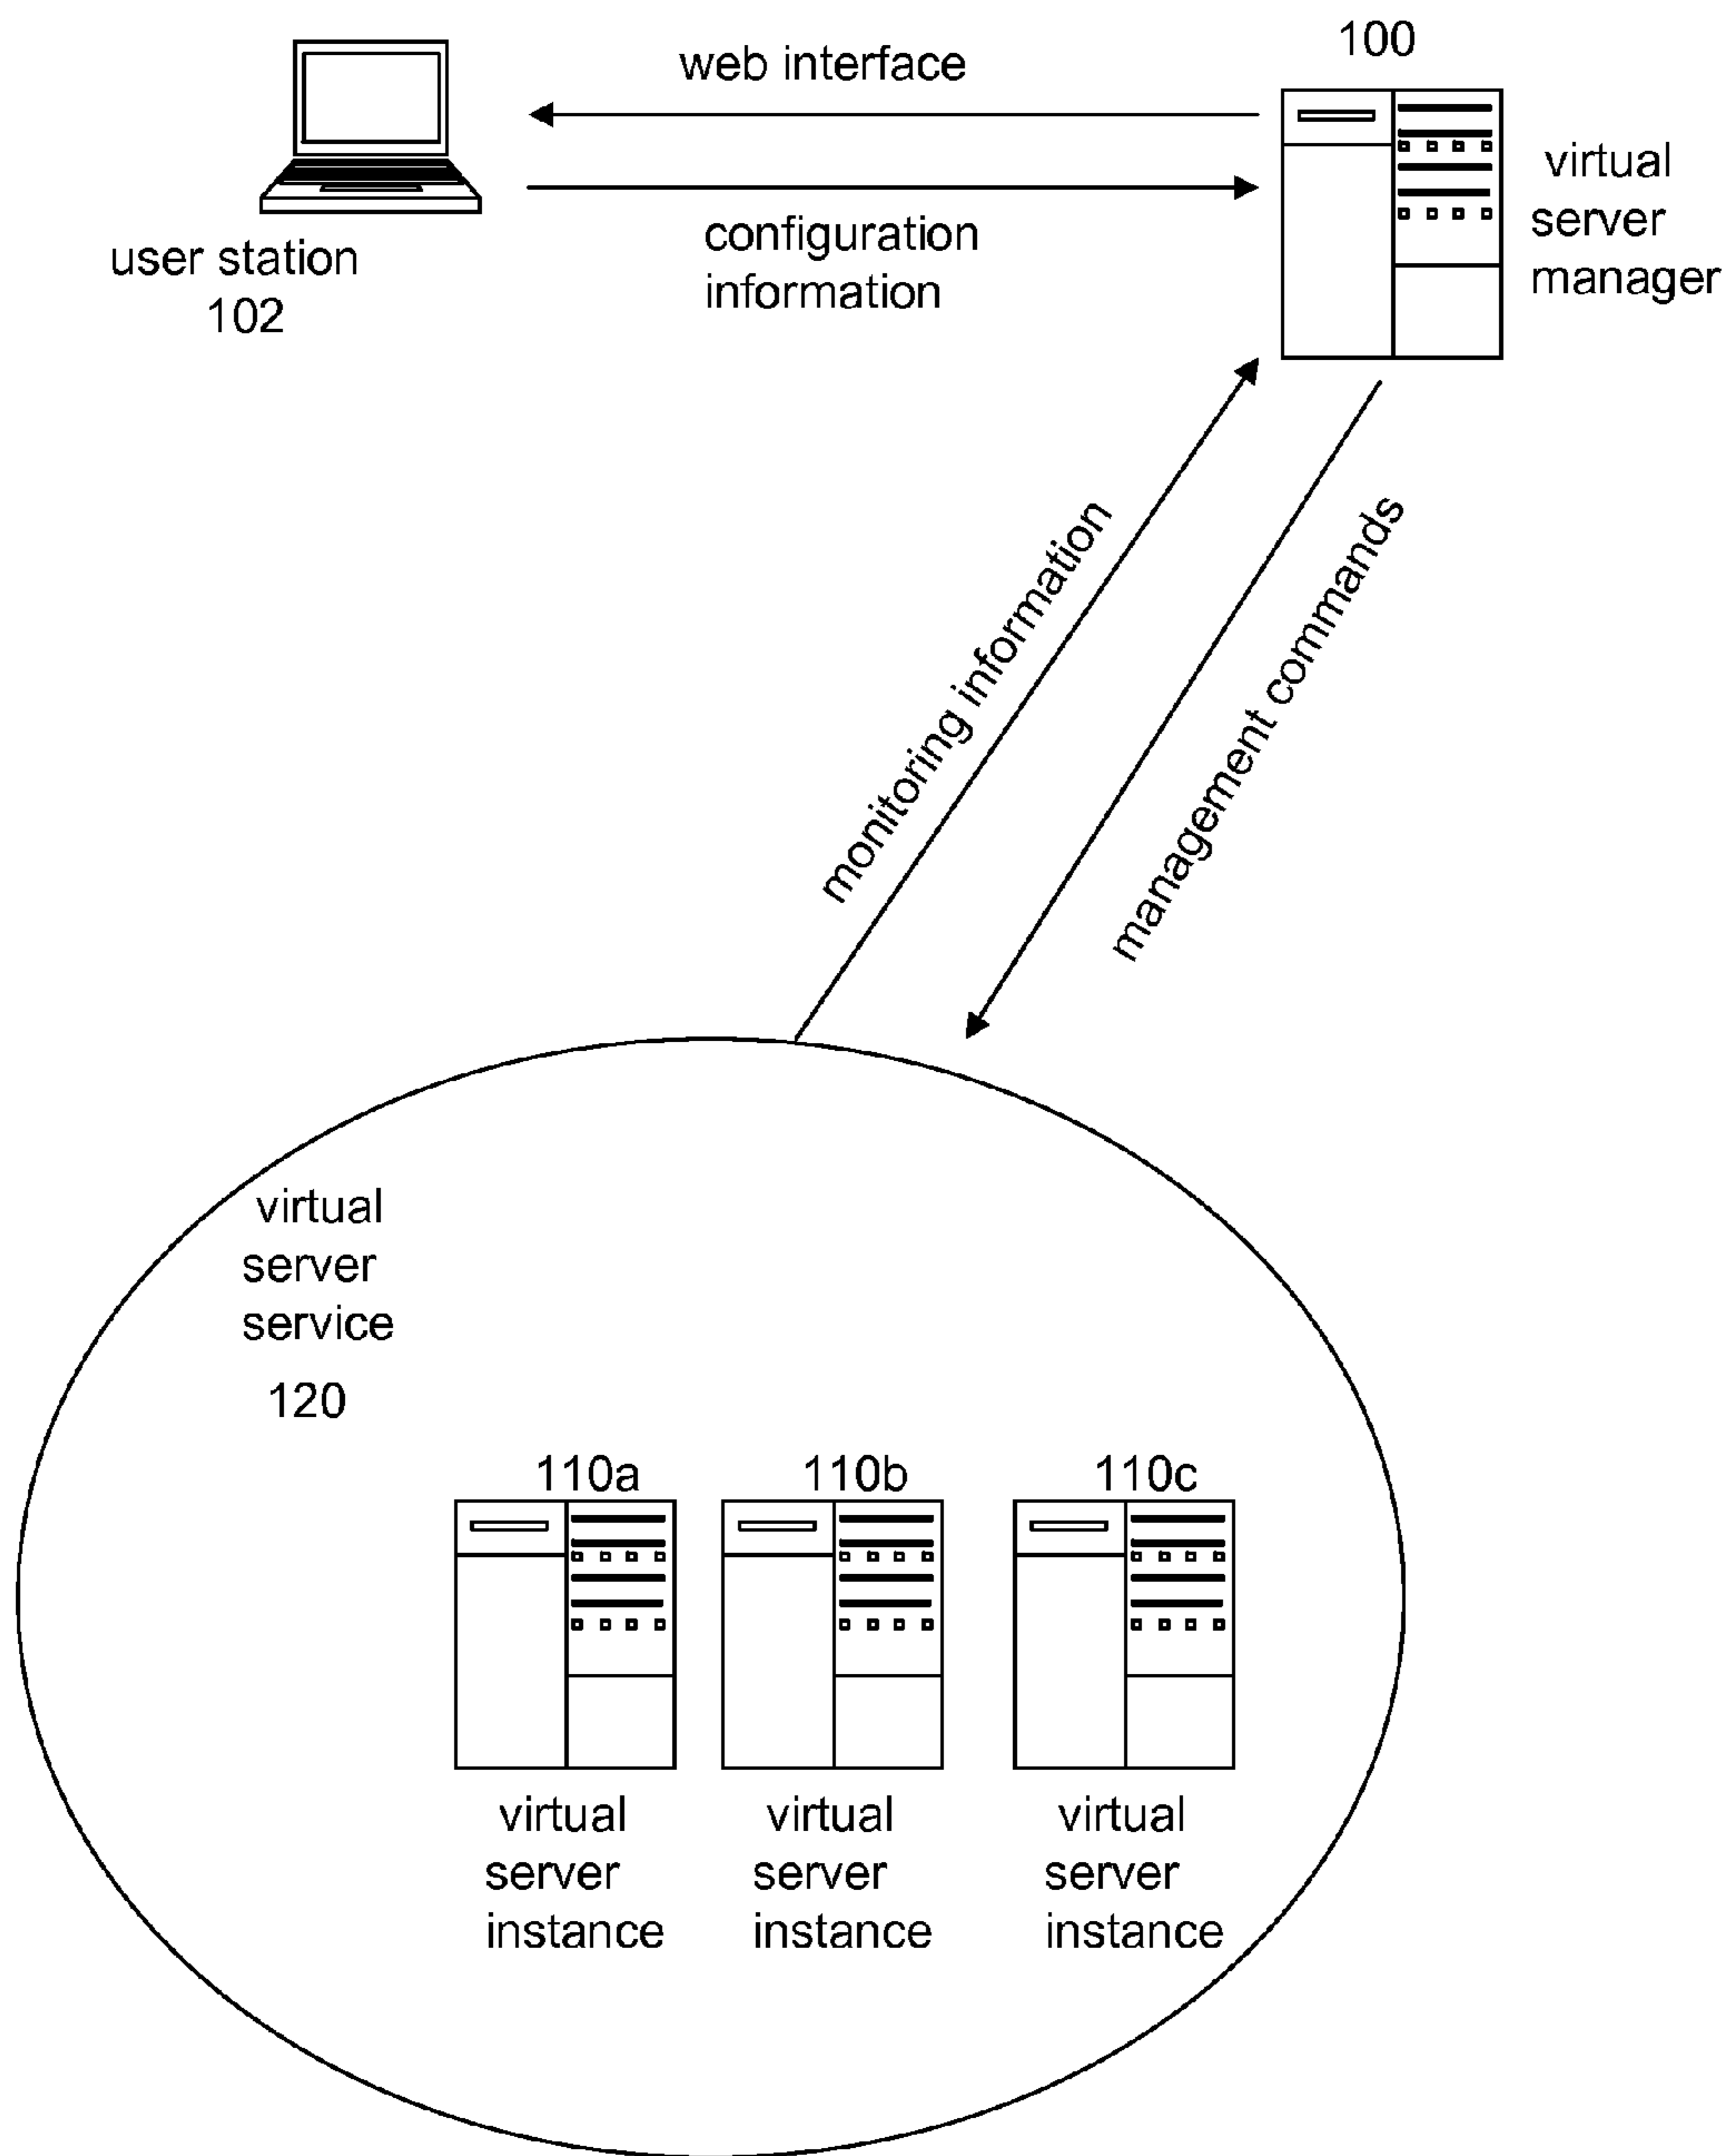 100
web interface
virtual
server
manager
user station
102
configuration
information
monitoring information
management commands
virtual
server
service
120
110a
110b
110c
virtual
server
instance
virtual
server
instance
virtual
server
instance